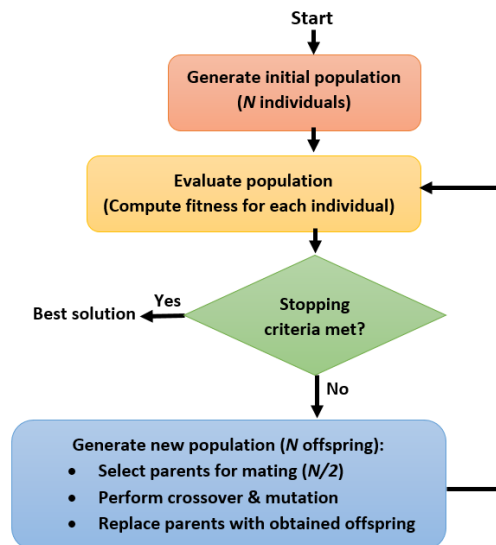 Start
Generate initial population
(N individuals)
Evaluate population
(Compute fitness for each individual)
Stopping
criteria met?
Yes
Best solution
No
Generate new population (N offspring):
• Select parents for mating (N/2)
• Perform crossover & mutation
• Replace parents with obtained offspring